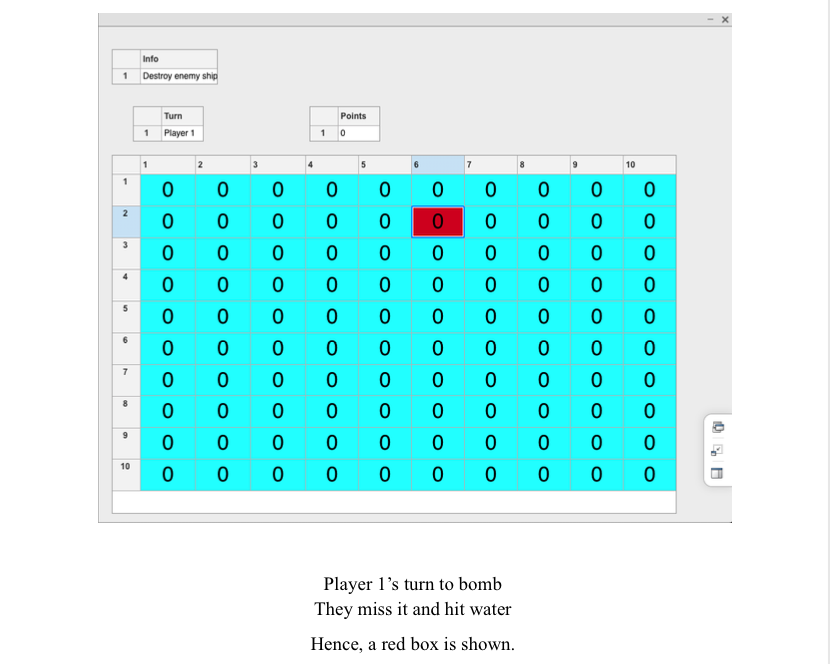 Info
1 Destroy enemy ship
Turn Points
1 Player 1 1 0
1 2 3 4 5 6 7 8 9 10
1 0 0 0 0 0 0 0 0 0 0
2 0 0 0 0 0 0 0 0 0 0
3 0 0 0 0 0 0 0 0 0 0
4 0 0 0 0 0 0 0 0 0 0
5 0 0 0 0 0 0 0 0 0 0
6 0 0 0 0 0 0 0 0 0 0
7 0 0 0 0 0 0 0 0 0 0
8 0 0 0 0 0 0 0 0 0 0
9 0 0 0 0 0 0 0 0 0 0
10 0 0 0 0 0 0 0 0 0 0
Player 1’s turn to bomb
They miss it and hit water
Hence, a red box is shown.